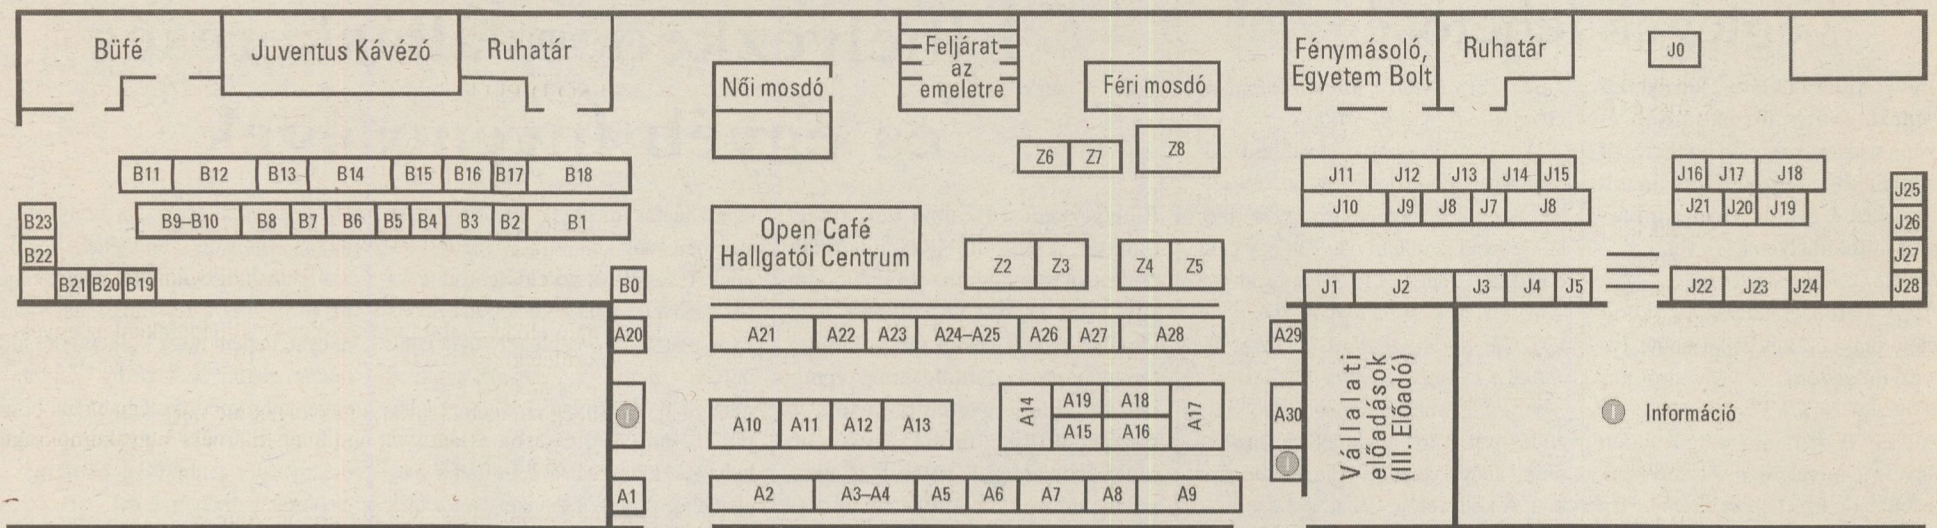 Büfé
Juventus Kávézó
Ruhatár
Női mosdó
Feljárat
az
emeletre
Féri mosdó
Fénymásoló,
Egyetem Bolt
Ruhatár
J0
Z6 Z7 Z8
B11 B12 B13 B14 B15 B16 B17 B18
B9–B10 B8 B7 B6 B5 B4 B3 B2 B1
B23
B22
B21 B20 B19
B0
Open Café
Hallgatói Centrum
Z2 Z3 Z4 Z5
J11 J12 J13 J14 J15
J10 J9 J8 J7 J8
J16 J17 J18
J21 J20 J19
J25
J26
J27
J28
J1 J2 J3 J4 J5
J22 J23 J24
A20
A21 A22 A23 A24–A25 A26 A27 A28
A29
i
A10 A11 A12 A13
A14 A19 A18 A17
A15 A16
A30
i
Vállalati
előadások
(III. Előadó)
i Információ
A1
A2 A3–A4 A5 A6 A7 A8 A9